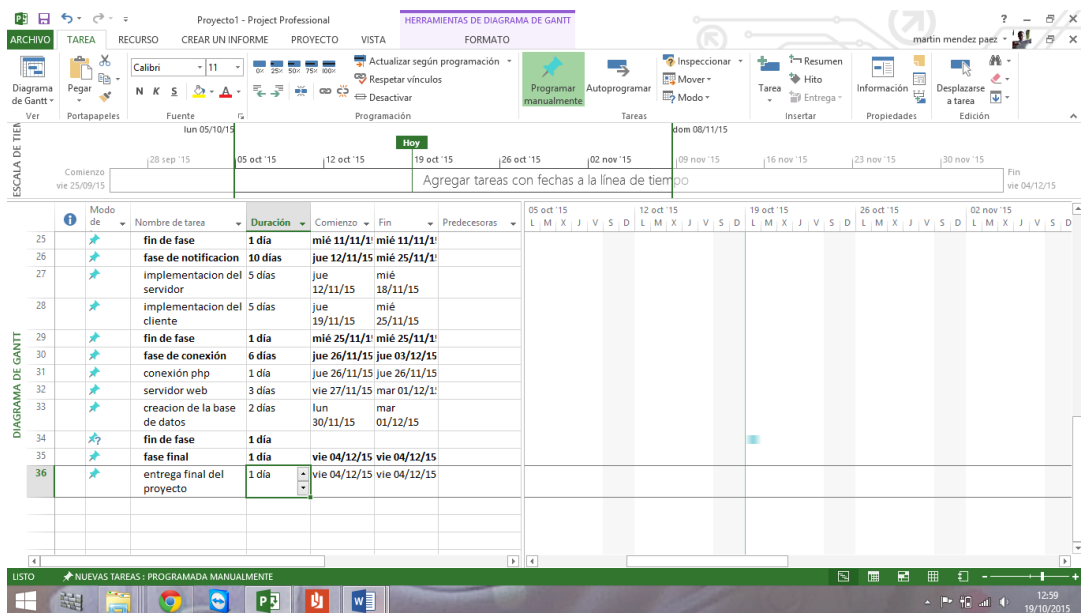 Proyecto1 - Project Professional
HERRAMIENTAS DE DIAGRAMA DE GANTT
ARCHIVO TAREA RECURSO CREAR UN INFORME PROYECTO VISTA FORMATO
martin mendez paez
Diagrama de Gantt
Ver
Pegar
Portapapeles
Calibri 11
N K S
Fuente
0% 25% 50% 75% 100%
Actualizar según programación
Respetar vínculos
Desactivar
Programación
Programar manualmente
Autoprogramar
Inspeccionar
Mover
Modo
Tareas
Tarea
Resumen
Hito
Entrega
Insertar
Información
Propiedades
Desplazarse a tarea
Edición
ESCALA DE TIEM
lun 05/10/15
dom 08/11/15
Hoy
28 sep '15 05 oct '15 12 oct '15 19 oct '15 26 oct '15 02 nov '15 09 nov '15 16 nov '15 23 nov '15 30 nov '15
Comienzo
vie 25/09/15
Agregar tareas con fechas a la línea de tiempo
Fin
vie 04/12/15
DIAGRAMA DE GANTT
Modo de Nombre de tarea Duración Comienzo Fin Predecesoras
05 oct '15 12 oct '15 19 oct '15 26 oct '15 02 nov '15
L M X J V S D L M X J V S D L M X J V S D L M X J V S D L M X J V S D
25 fin de fase 1 día mié 11/11/1 mié 11/11/1
26 fase de notificacion 10 días jue 12/11/15 mié 25/11/1
27 implementacion del servidor 5 días jue 12/11/15 mié 18/11/15
28 implementacion del cliente 5 días jue 19/11/15 mié 25/11/15
29 fin de fase 1 día mié 25/11/1 mié 25/11/1
30 fase de conexión 6 días jue 26/11/15 jue 03/12/15
31 conexión php 1 día jue 26/11/15 jue 26/11/15
32 servidor web 3 días vie 27/11/15 mar 01/12/1
33 creacion de la base de datos 2 días lun 30/11/15 mar 01/12/15
34 fin de fase 1 día
35 fase final 1 día vie 04/12/15 vie 04/12/15
36 entrega final del proyecto 1 día vie 04/12/15 vie 04/12/15
LISTO NUEVAS TAREAS : PROGRAMADA MANUALMENTE
12:59
19/10/2015